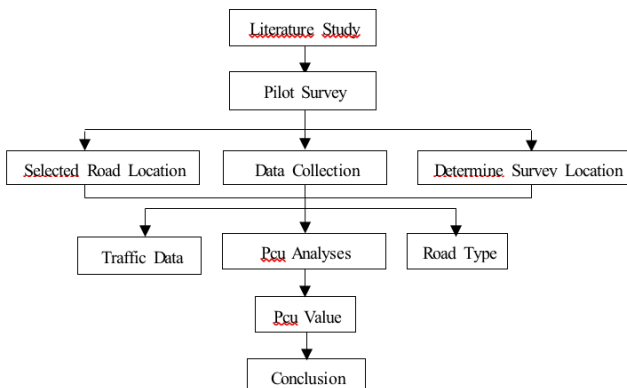 Literature Study
Pilot Survey
Selected Road Location
Data Collection
Determine Survey Location
Traffic Data
Pcu Analyses
Road Type
Pcu Value
Conclusion